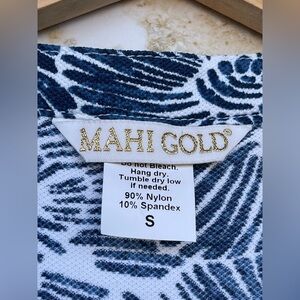 MAHI GOLD®
Do not Bleach.
Hang dry.
Tumble dry low
if needed.
90% Nylon
10% Spandex
S